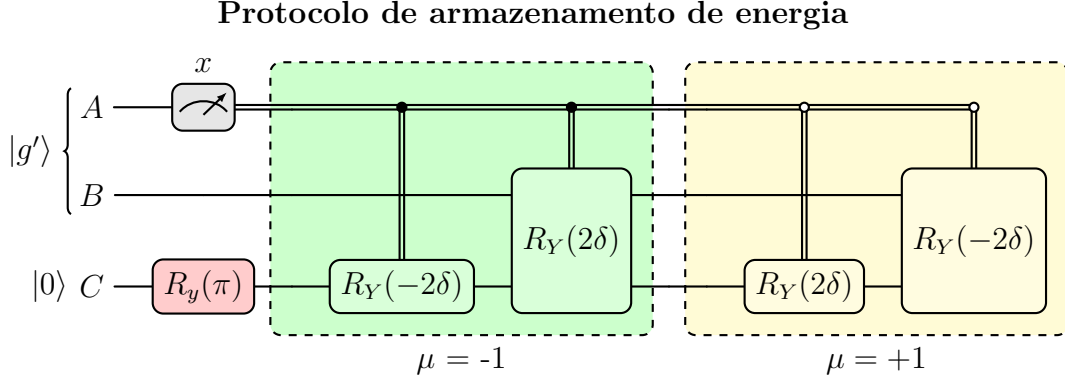 Protocolo de armazenamento de energia
x
A
|g′⟩
B
R_Y(2δ)
R_Y(−2δ)
|0⟩ C
R_y(π)
R_Y(−2δ)
R_Y(2δ)
μ = -1
μ = +1